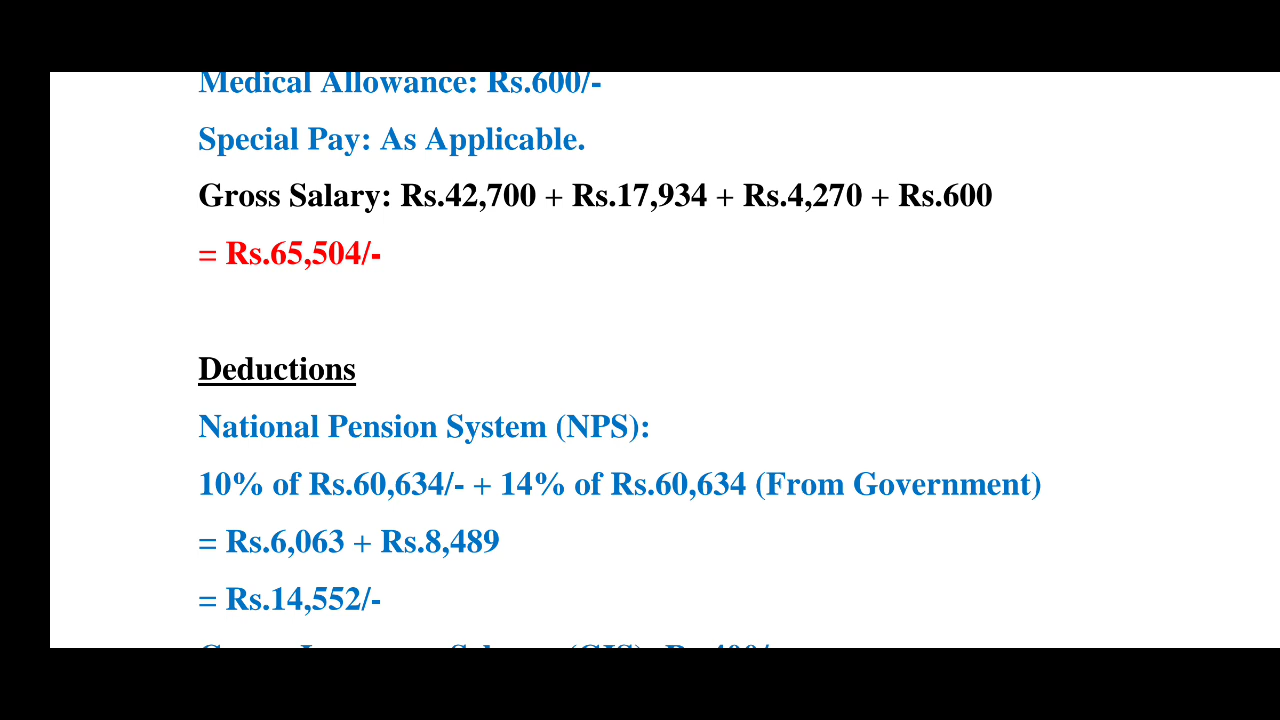 Medical Allowance: Rs.600/-
Special Pay: As Applicable.
Gross Salary: Rs.42,700 + Rs.17,934 + Rs.4,270 + Rs.600
= Rs.65,504/-
Deductions
National Pension System (NPS):
10% of Rs.60,634/- + 14% of Rs.60,634 (From Government)
= Rs.6,063 + Rs.8,489
= Rs.14,552/-